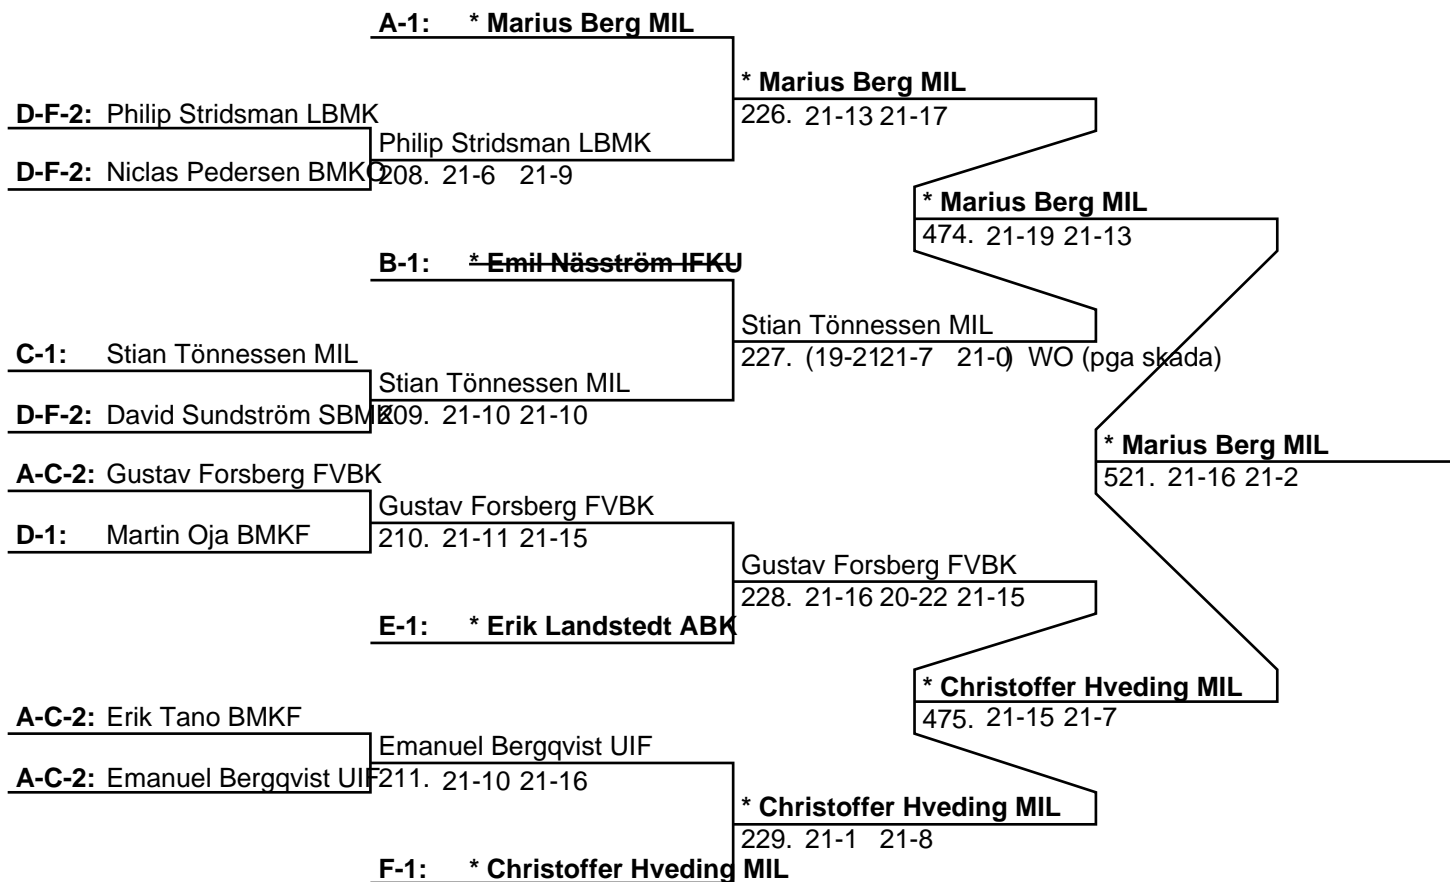 A-1: * Marius Berg MIL
* Marius Berg MIL
D-F-2: Philip Stridsman LBMK
226. 21-13 21-17
Philip Stridsman LBMK
D-F-2: Niclas Pedersen BMKO
208. 21-6 21-9
* Marius Berg MIL
474. 21-19 21-13
B-1: * Emil Näsström IFKU
Stian Tönnessen MIL
C-1: Stian Tönnessen MIL
227. (19-21 21-7 21-0) WO (pga skada)
Stian Tönnessen MIL
D-F-2: David Sundström SBMK
209. 21-10 21-10
* Marius Berg MIL
521. 21-16 21-2
A-C-2: Gustav Forsberg FVBK
Gustav Forsberg FVBK
D-1: Martin Oja BMKF
210. 21-11 21-15
Gustav Forsberg FVBK
228. 21-16 20-22 21-15
E-1: * Erik Landstedt ABK
* Christoffer Hveding MIL
475. 21-15 21-7
A-C-2: Erik Tano BMKF
Emanuel Bergqvist UIF
A-C-2: Emanuel Bergqvist UIF
211. 21-10 21-16
* Christoffer Hveding MIL
229. 21-1 21-8
F-1: * Christoffer Hveding MIL